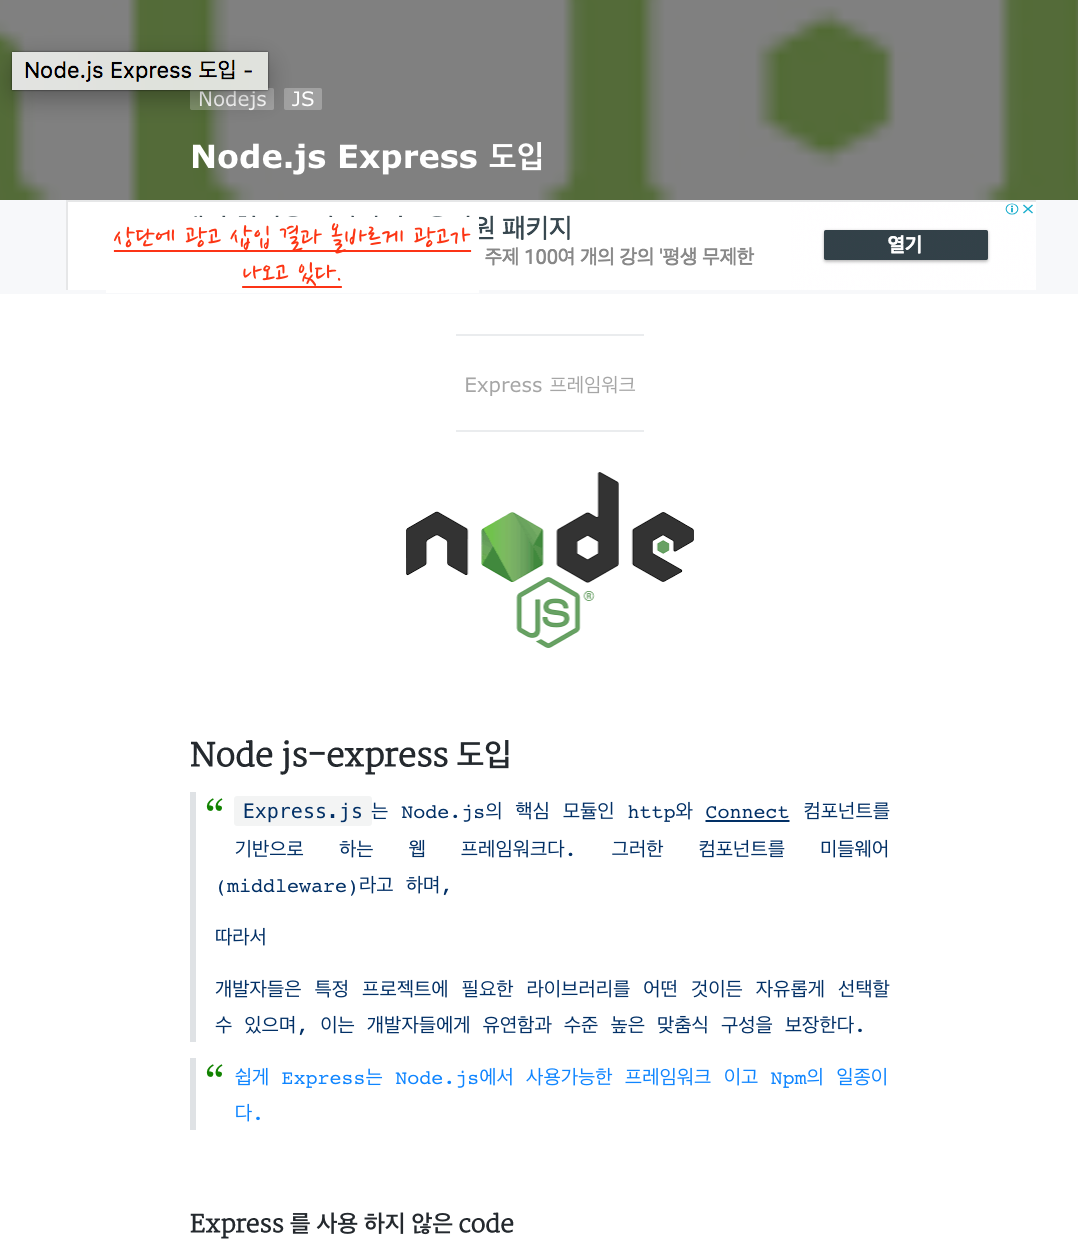 Node.js Express 도입 -
Nodejs JS
Node.js Express 도입
원 패키지
상단에 광고 삽입 결과 올바르게 광고가
나오고 있다.
주제 100여 개의 강의 '평생 무제한
열기
Express 프레임워크
node
JS ®
Node js-express 도입
“ Express.js는 Node.js의 핵심 모듈인 http와 Connect 컴포넌트를
기반으로 하는 웹 프레임워크다. 그러한 컴포넌트를 미들웨어
(middleware)라고 하며,
따라서
개발자들은 특정 프로젝트에 필요한 라이브러리를 어떤 것이든 자유롭게 선택할
수 있으며, 이는 개발자들에게 유연함과 수준 높은 맞춤식 구성을 보장한다.
“ 쉽게 Express는 Node.js에서 사용가능한 프레임워크 이고 Npm의 일종이
다.
Express 를 사용 하지 않은 code